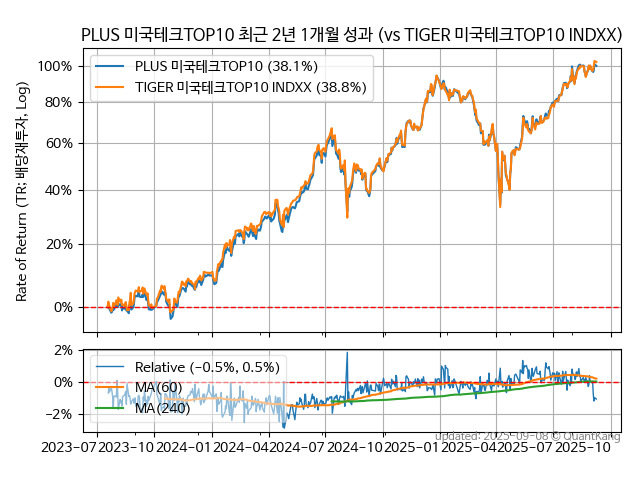 PLUS 미국테크TOP10 최근 2년 1개월 성과 (vs TIGER 미국테크TOP10 INDXX)
100%
80%
60%
40%
20%
0%
Rate of Return (TR: 배당재투자, Log)
PLUS 미국테크TOP10 (38.1%)
TIGER 미국테크TOP10 INDXX (38.8%)
2%
0%
−2%
Relative (−0.5%, 0.5%)
MA(60)
MA(240)
updated: 2025-09-08 © QuantKang
2023-07 2023-10 2024-01 2024-04 2024-07 2024-10 2025-01 2025-04 2025-07 2025-10